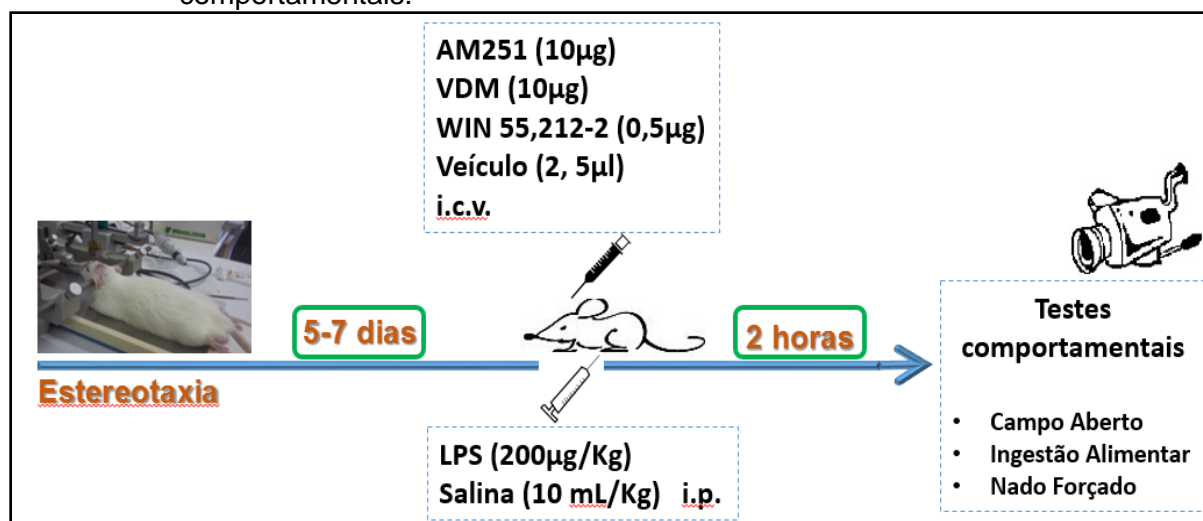 comportamentais.
AM251 (10µg)
VDM (10µg)
WIN 55,212-2 (0,5µg)
Veículo (2, 5µl)
i.c.v.
5-7 dias
2 horas
Estereotaxia
LPS (200µg/Kg)
Salina (10 mL/Kg) i.p.
Testes
comportamentais
• Campo Aberto
• Ingestão Alimentar
• Nado Forçado